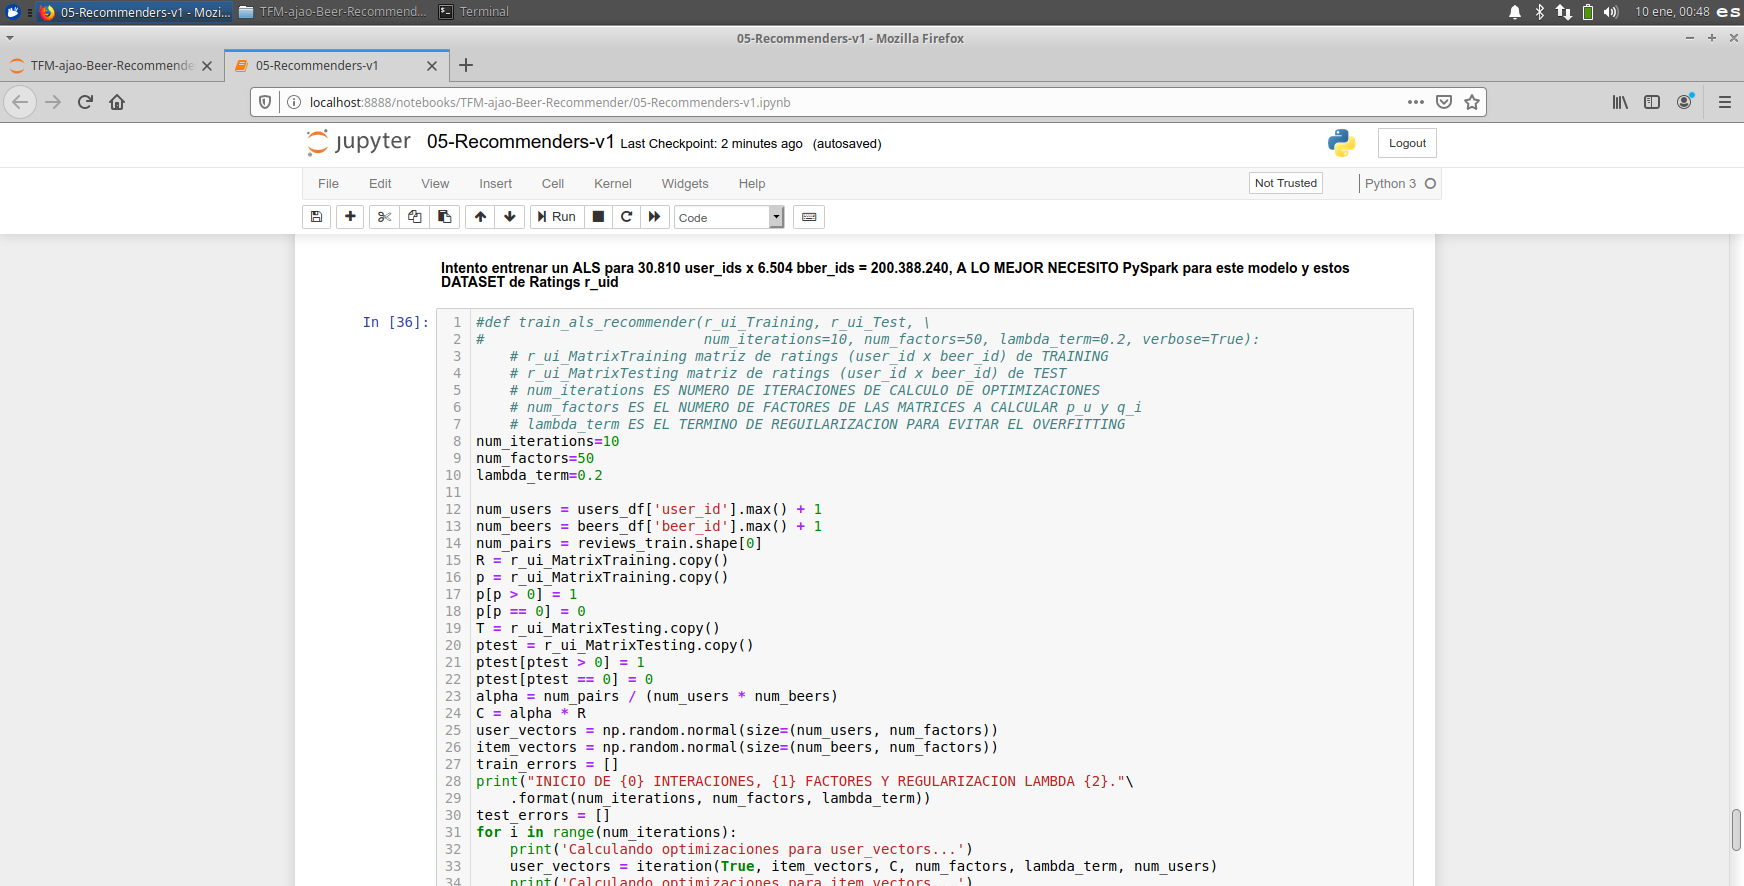 05-Recommenders-v1 - Mozi...
TFM-ajao-Beer-Recommend...
Terminal
10 ene, 00:48
es
05-Recommenders-v1 - Mozilla Firefox
TFM-ajao-Beer-Recommende
05-Recommenders-v1
localhost:8888/notebooks/TFM-ajao-Beer-Recommender/05-Recommenders-v1.ipynb
jupyter
05-Recommenders-v1 Last Checkpoint: 2 minutes ago (autosaved)
Logout
File Edit View Insert Cell Kernel Widgets Help
Not Trusted
Python 3
Run
Code
Intento entrenar un ALS para 30.810 user_ids x 6.504 bber_ids = 200.388.240, A LO MEJOR NECESITO PySpark para este modelo y estos
DATASET de Ratings r_uid
In [36]:
1 #def train_als_recommender(r_ui_Training, r_ui_Test, \
2 #                          num_iterations=10, num_factors=50, lambda_term=0.2, verbose=True):
3     # r_ui_MatrixTraining matriz de ratings (user_id x beer_id) de TRAINING
4     # r_ui_MatrixTesting matriz de ratings (user_id x beer_id) de TEST
5     # num_iterations ES NUMERO DE ITERACIONES DE CALCULO DE OPTIMIZACIONES
6     # num_factors ES EL NUMERO DE FACTORES DE LAS MATRICES A CALCULAR p_u y q_i
7     # lambda_term ES EL TERMINO DE REGUILARIZACION PARA EVITAR EL OVERFITTING
8 num_iterations=10
9 num_factors=50
10 lambda_term=0.2
11
12 num_users = users_df['user_id'].max() + 1
13 num_beers = beers_df['beer_id'].max() + 1
14 num_pairs = reviews_train.shape[0]
15 R = r_ui_MatrixTraining.copy()
16 p = r_ui_MatrixTraining.copy()
17 p[p > 0] = 1
18 p[p == 0] = 0
19 T = r_ui_MatrixTesting.copy()
20 ptest = r_ui_MatrixTesting.copy()
21 ptest[ptest > 0] = 1
22 ptest[ptest == 0] = 0
23 alpha = num_pairs / (num_users * num_beers)
24 C = alpha * R
25 user_vectors = np.random.normal(size=(num_users, num_factors))
26 item_vectors = np.random.normal(size=(num_beers, num_factors))
27 train_errors = []
28 print("INICIO DE {0} INTERACIONES, {1} FACTORES Y REGULARIZACION LAMBDA {2}."\
29     .format(num_iterations, num_factors, lambda_term))
30 test_errors = []
31 for i in range(num_iterations):
32     print('Calculando optimizaciones para user_vectors...')
33     user_vectors = iteration(True, item_vectors, C, num_factors, lambda_term, num_users)
34     print('Calculando optimizaciones para item_vectors...')